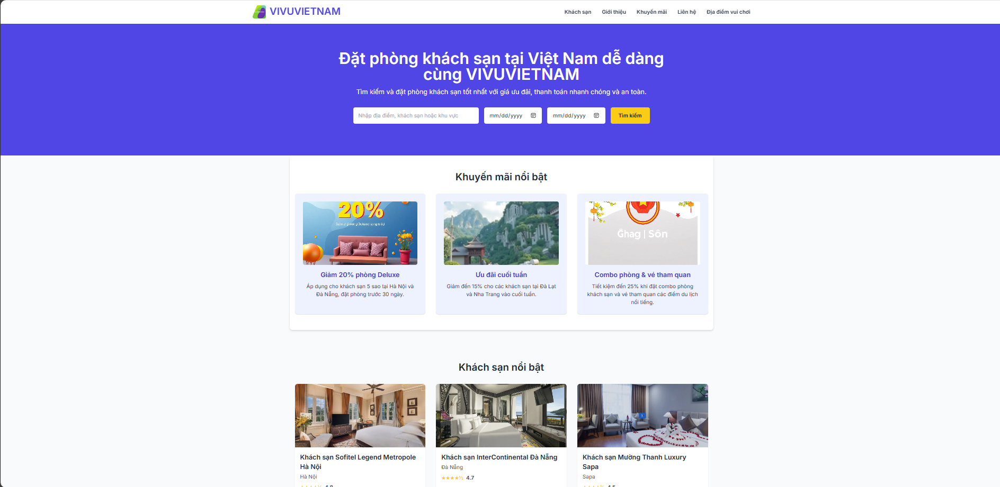 VIVUVIETNAM
Khách sạn Giới thiệu Khuyến mãi Liên hệ Địa điểm vui chơi
Đặt phòng khách sạn tại Việt Nam dễ dàng
cùng VIVUVIETNAM
Tìm kiếm và đặt phòng khách sạn tốt nhất với giá ưu đãi, thanh toán nhanh chóng và an toàn.
Nhập địa điểm, khách sạn hoặc khu vực
mm/dd/yyyy
mm/dd/yyyy
Tìm kiếm
Khuyến mãi nổi bật
20%
Giảm 20% phòng Deluxe
Áp dụng cho khách sạn 5 sao tại Hà Nội và
Đà Nẵng, đặt phòng trước 30 ngày.
Ưu đãi cuối tuần
Giảm đến 15% cho các khách sạn tại Đà Lạt
và Nha Trang vào cuối tuần.
Combo phòng & vé tham quan
Tiết kiệm đến 25% khi đặt combo phòng
khách sạn và vé tham quan các điểm du lịch
nổi tiếng.
Khách sạn nổi bật
Khách sạn Sofitel Legend Metropole
Hà Nội
Hà Nội
4.8
Khách sạn InterContinental Đà Nẵng
Đà Nẵng
★★★★½ 4.7
Khách sạn Mường Thanh Luxury
Sapa
Sapa
4.5